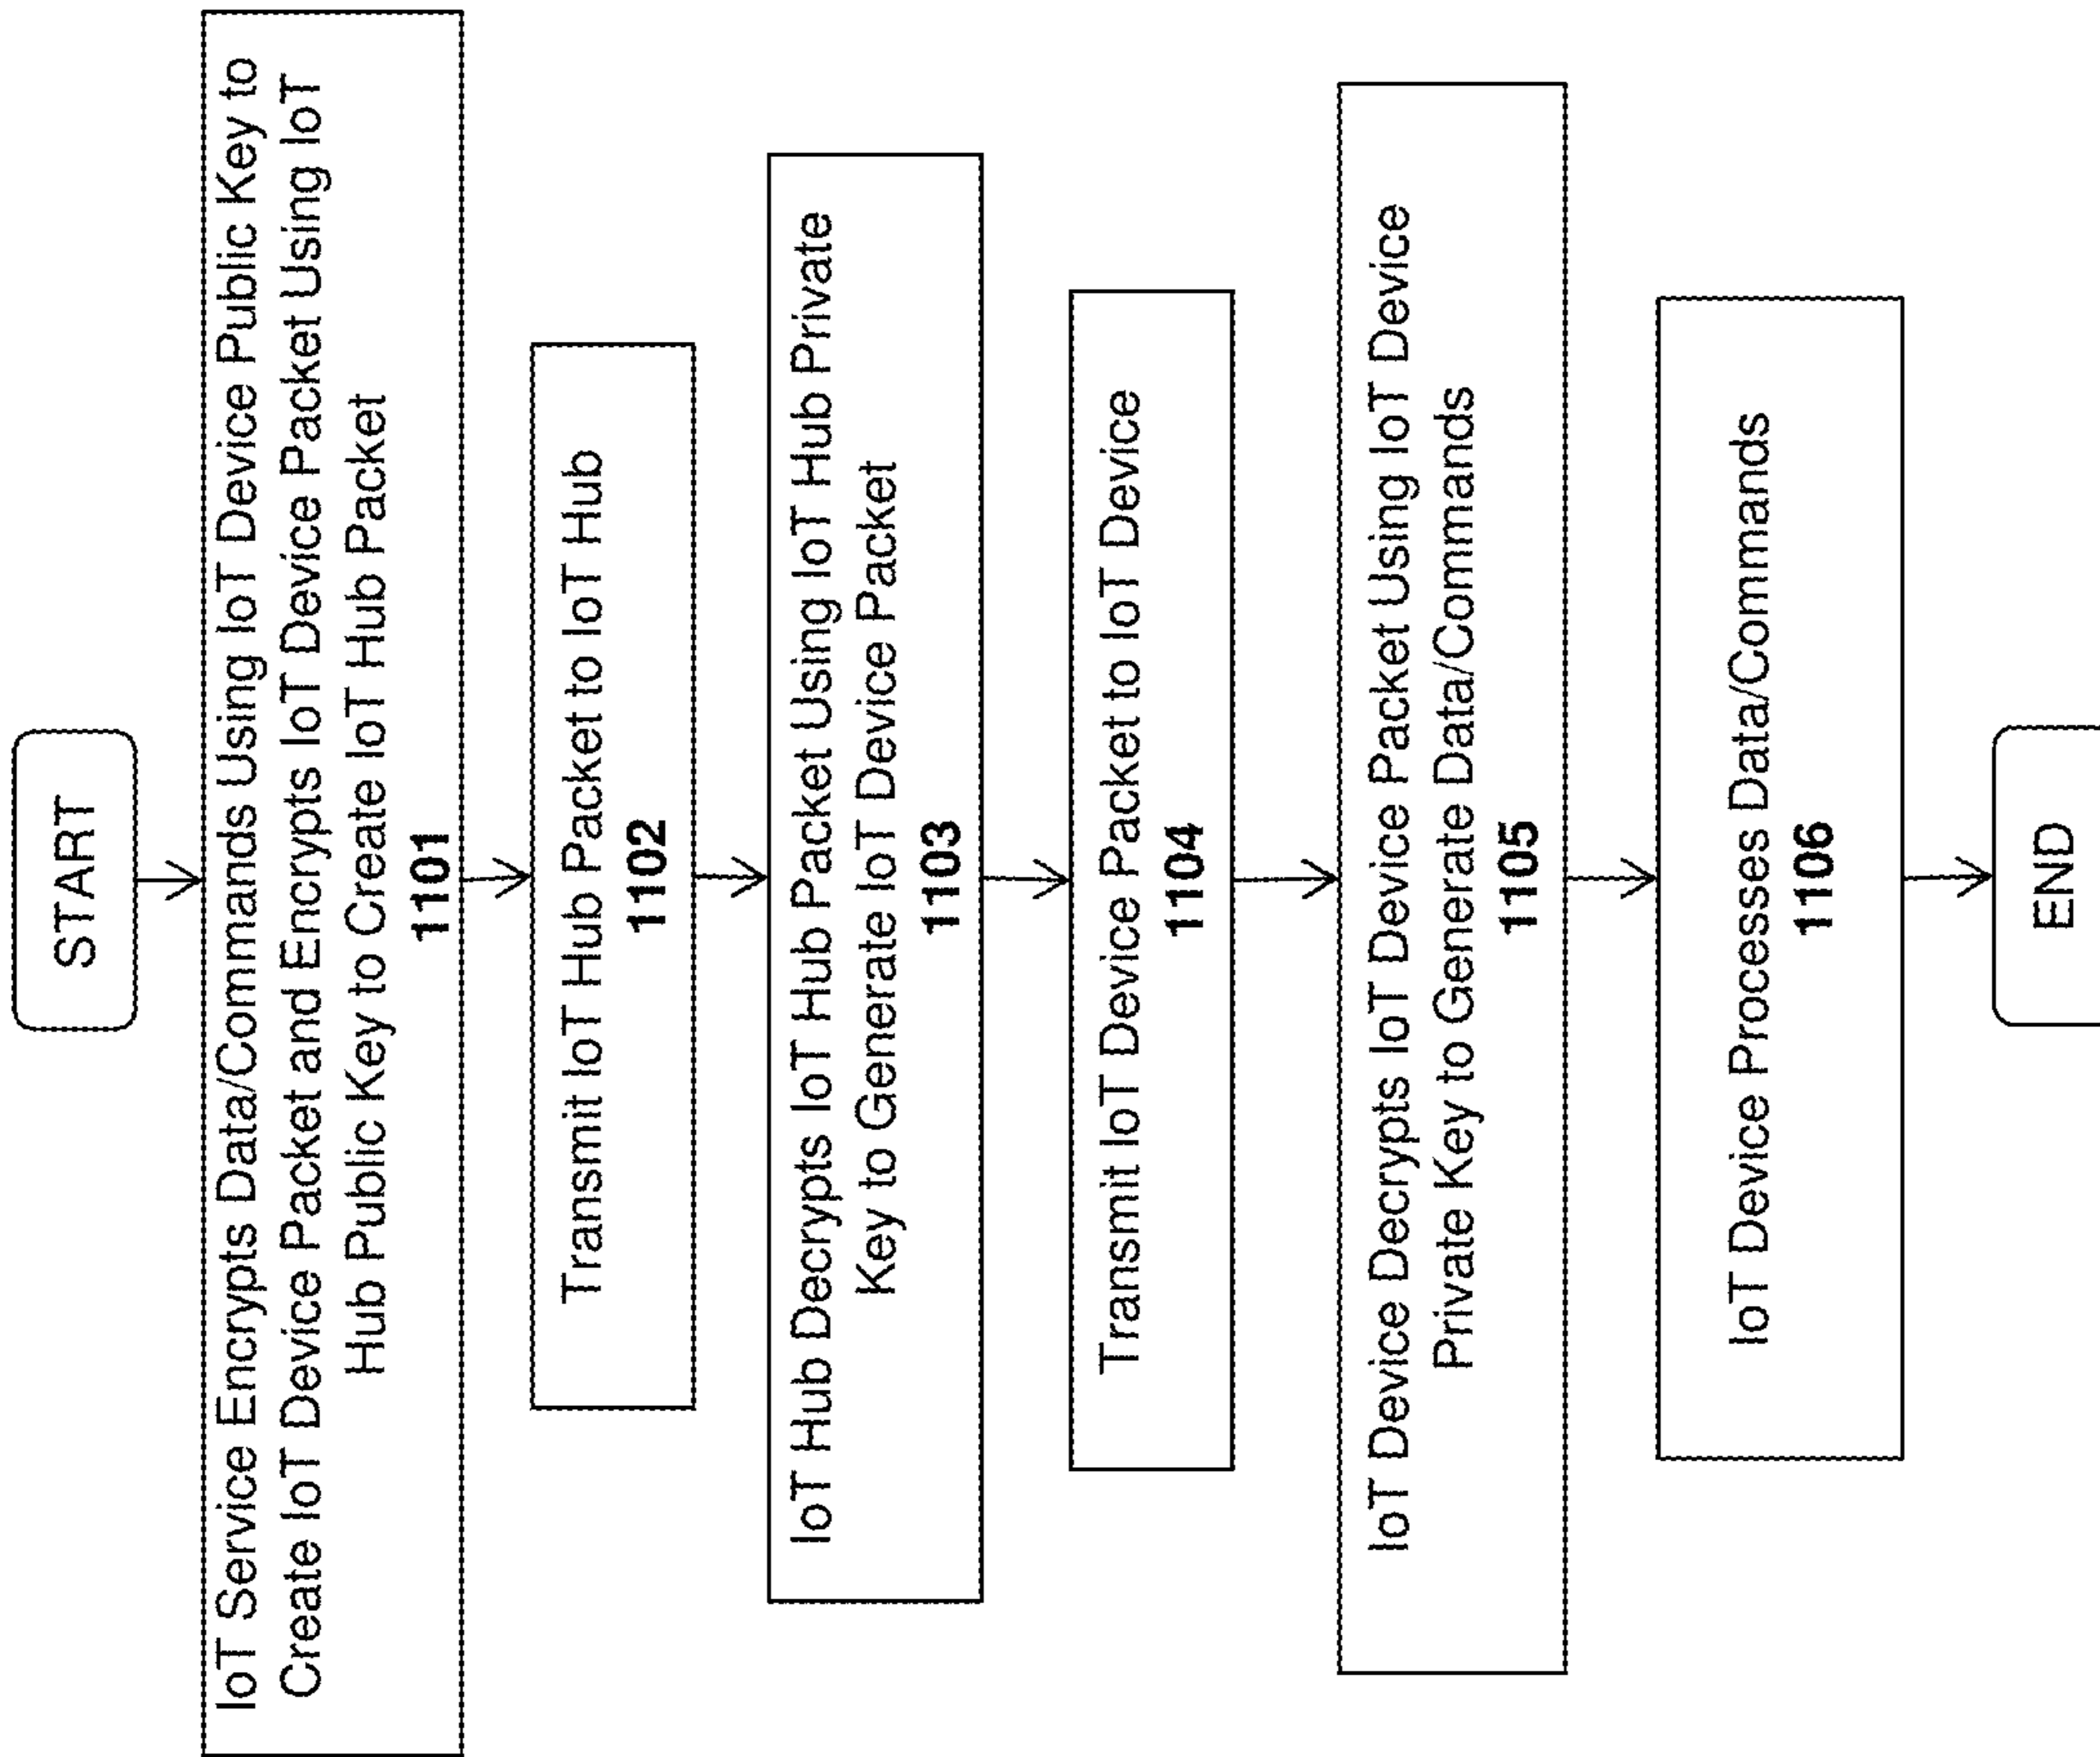 START
IoT Service Encrypts Data/Commands Using IoT Device Public Key to
Create IoT Device Packet and Encrypts IoT Device Packet Using IoT
Hub Public Key to Create IoT Hub Packet
1101
Transmit IoT Hub Packet to IoT Hub
1102
IoT Hub Decrypts IoT Hub Packet Using IoT Hub Private
Key to Generate IoT Device Packet
1103
Transmit IoT Device Packet to IoT Device
1104
IoT Device Decrypts IoT Device Packet Using IoT Device
Private Key to Generate Data/Commands
1105
IoT Device Processes Data/Commands
1106
END